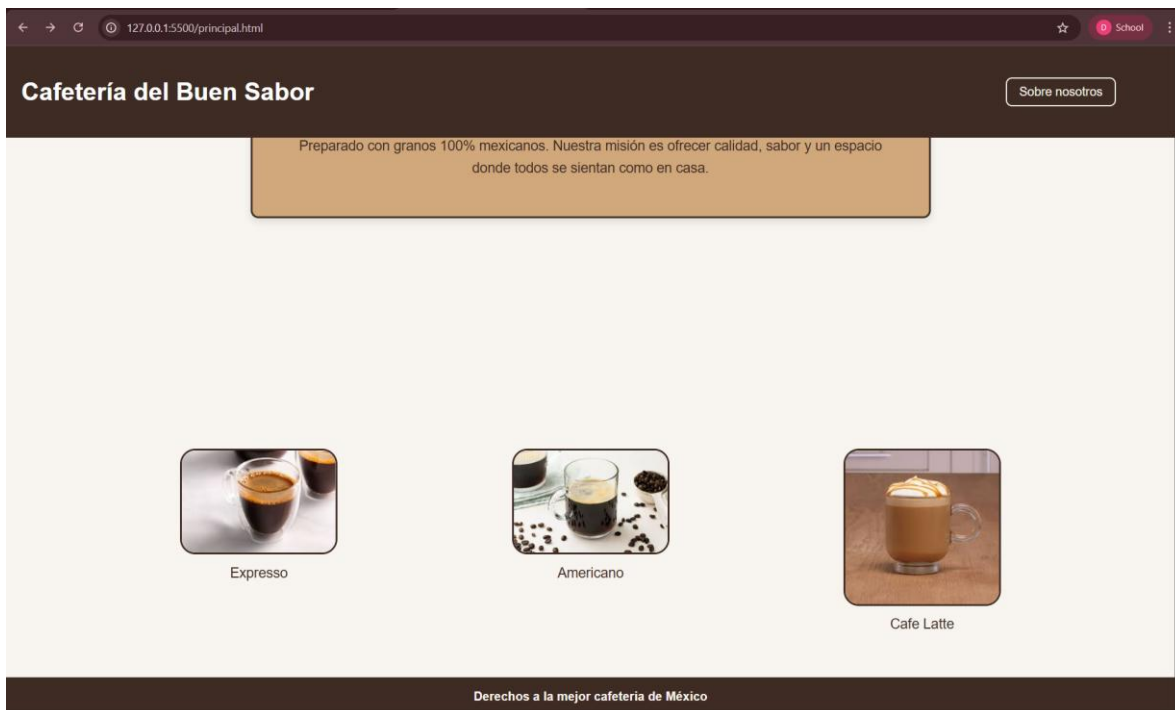 127.0.0.1:5500/principal.html
D School
Cafetería del Buen Sabor
Sobre nosotros
Preparado con granos 100% mexicanos. Nuestra misión es ofrecer calidad, sabor y un espacio
donde todos se sientan como en casa.
Expresso
Americano
Cafe Latte
Derechos a la mejor cafeteria de México